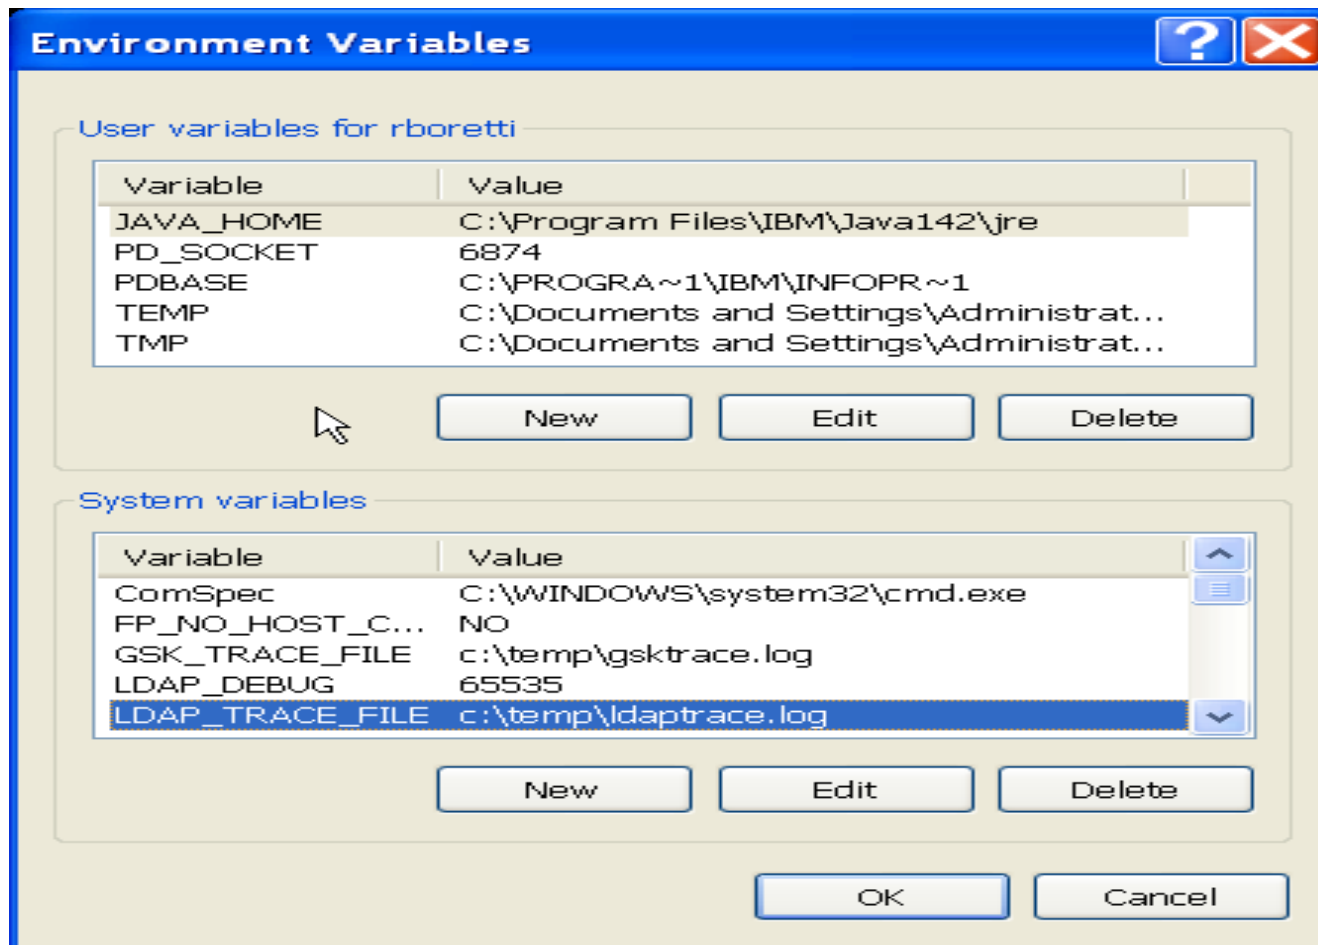 Environment Variables
User variables for rboretti
Variable Value
JAVA_HOME C:\Program Files\IBM\Java142\jre
PD_SOCKET 6874
PDBASE C:\PROGRA~1\IBM\INFOPR~1
TEMP C:\Documents and Settings\Administrat...
TMP C:\Documents and Settings\Administrat...
New Edit Delete
System variables
Variable Value
ComSpec C:\WINDOWS\system32\cmd.exe
FP_NO_HOST_C... NO
GSK_TRACE_FILE c:\temp\gsktrace.log
LDAP_DEBUG 65535
LDAP_TRACE_FILE c:\temp\ldaptrace.log
New Edit Delete
OK Cancel